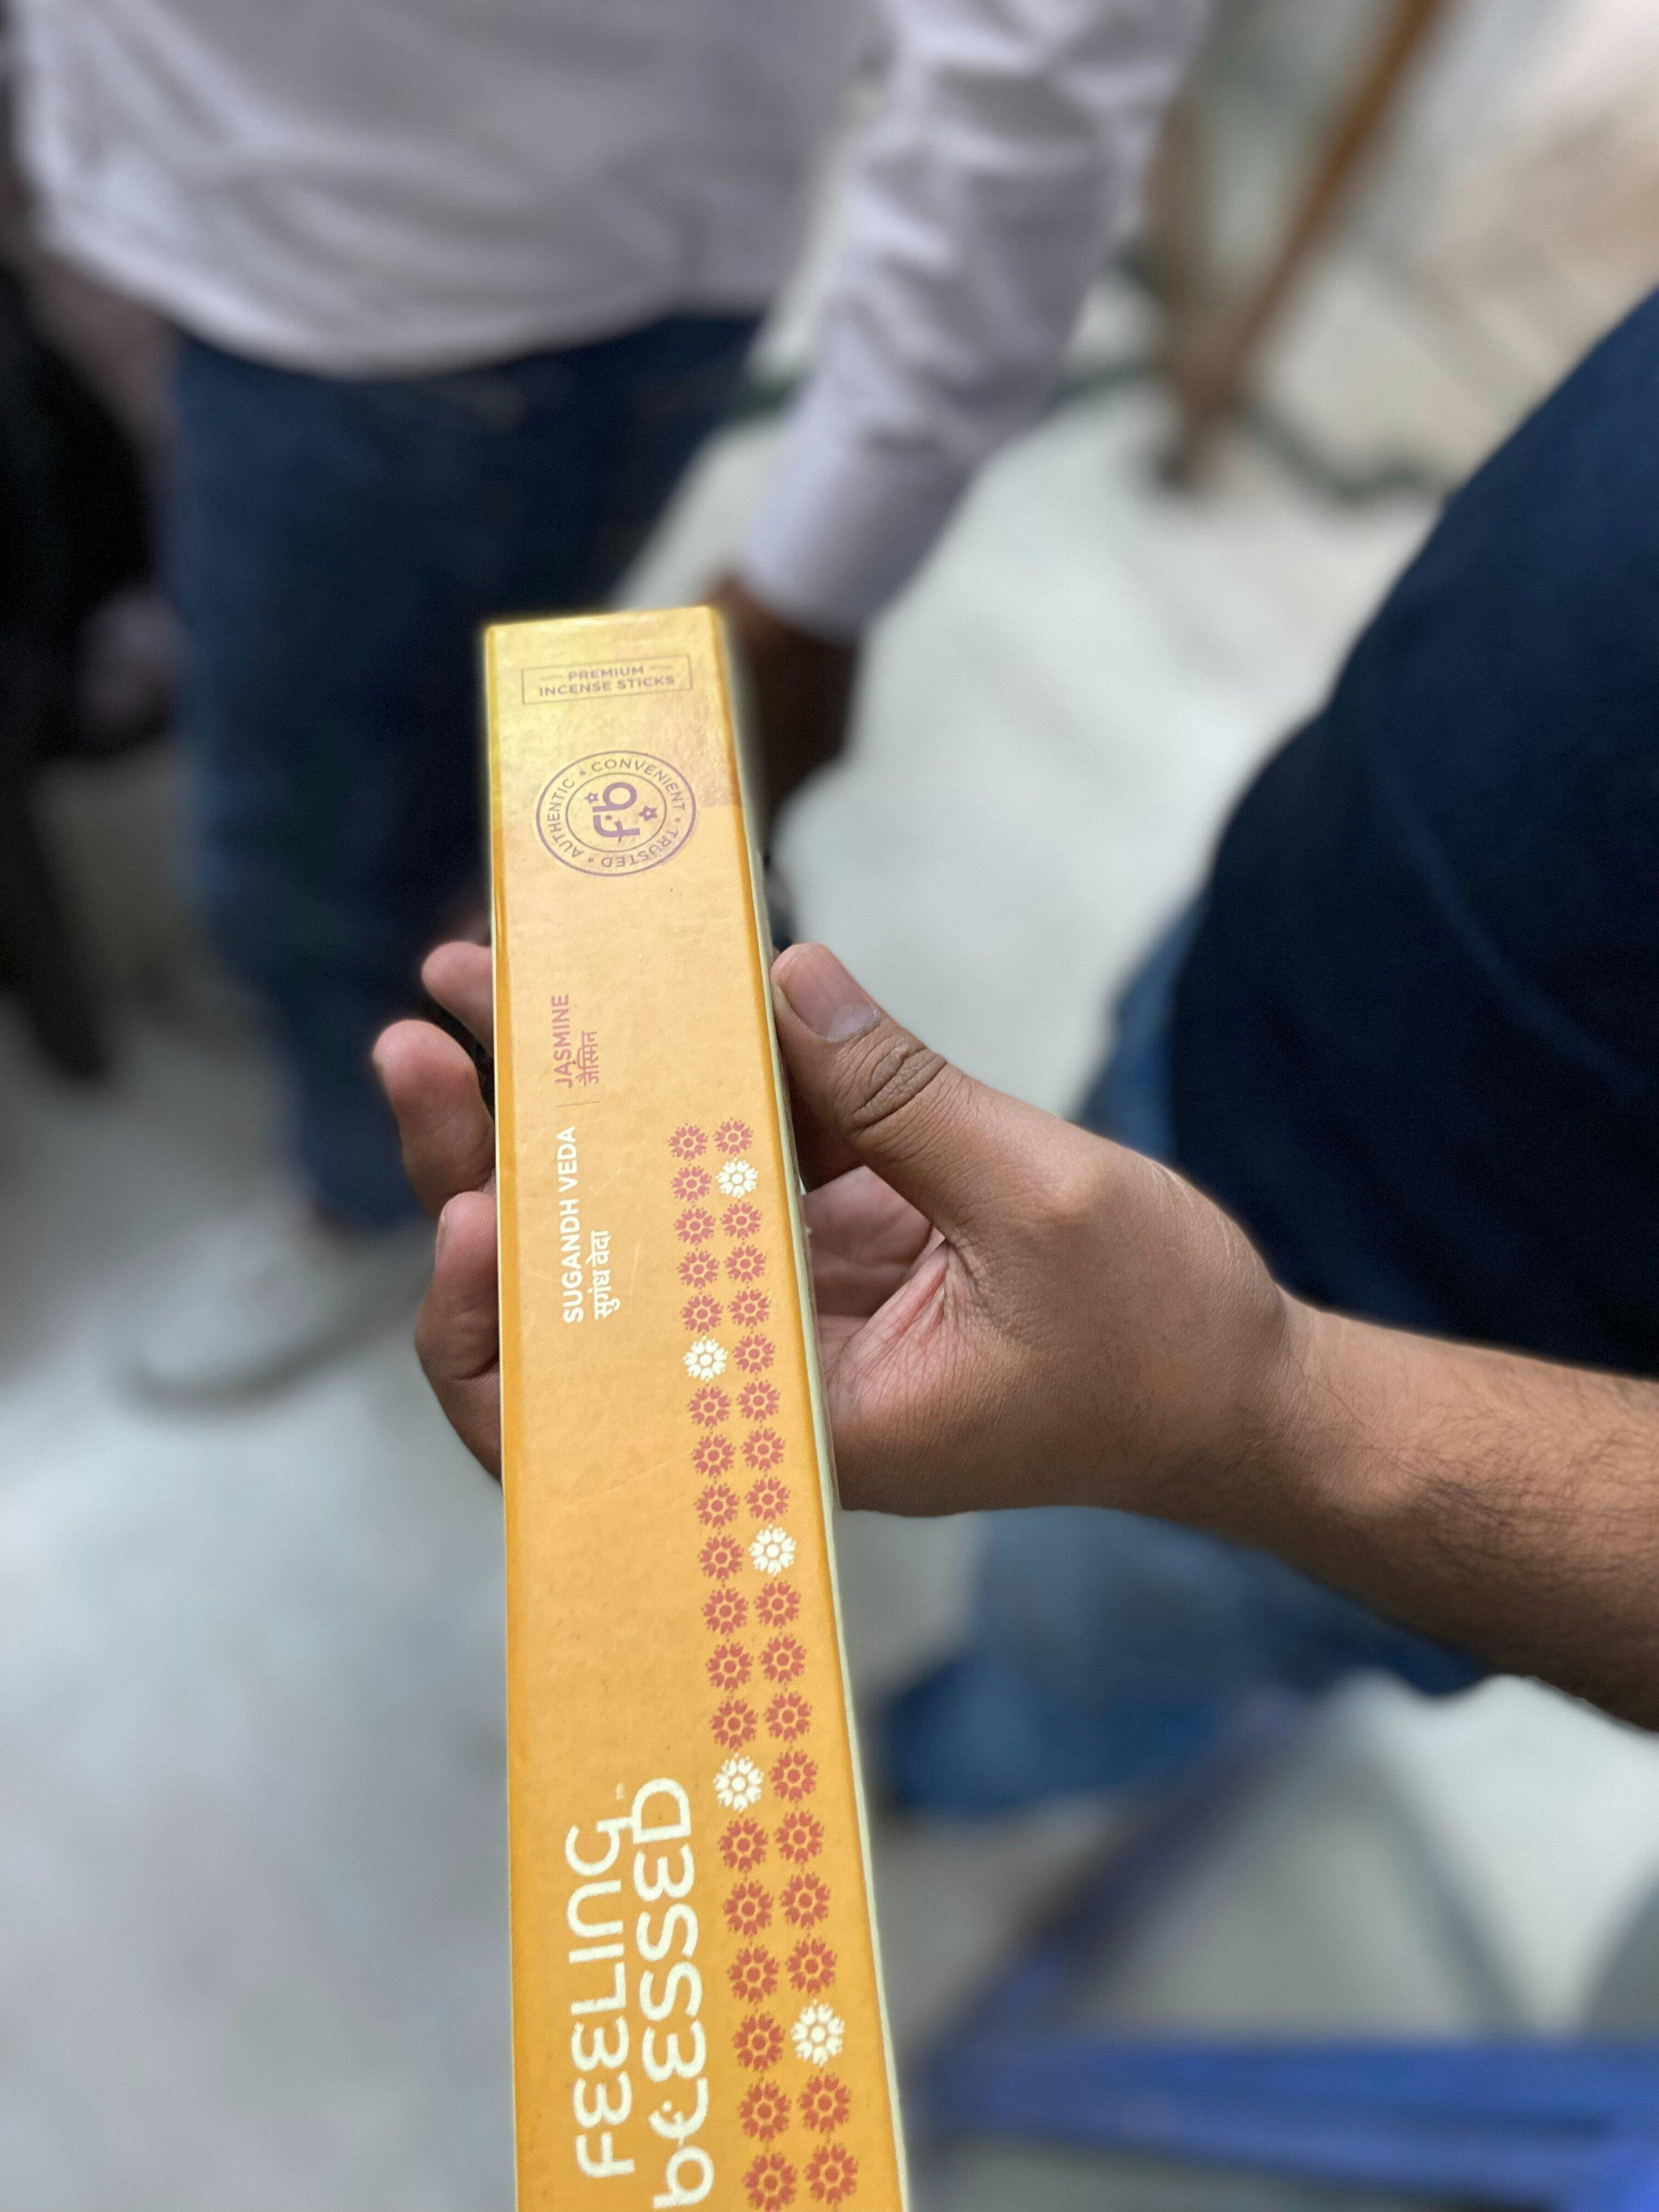 PREMIUM
INCENSE STICKS
AUTHENTIC • CONVENIENT • TRUSTED •
fb
SUGANDH VEDA | JASMINE
सुगंध वेदा
जैस्मिन
FEELING
bLESSED